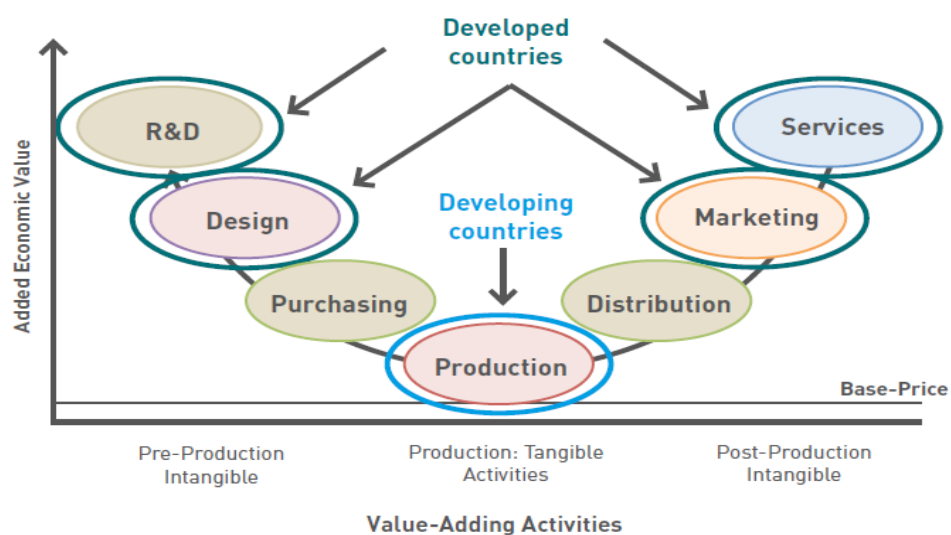 Developed
countries
R&D
Services
Design
Developing
countries
Marketing
Purchasing
Distribution
Production
Added Economic Value
Base-Price
Pre-Production
Intangible
Production: Tangible
Activities
Post-Production
Intangible
Value-Adding Activities